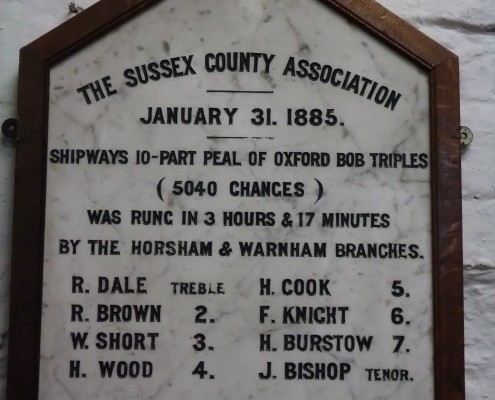 THE SUSSEX COUNTY ASSOCIATION
JANUARY 31. 1885.
SHIPWAYS 10-PART PEAL OF OXFORD BOB TRIPLES
( 5040 CHANGES )
WAS RUNG IN 3 HOURS & 17 MINUTES
BY THE HORSHAM & WARNHAM BRANCHES.
R. DALE TREBLE H. COOK 5.
R. BROWN 2. F. KNIGHT 6.
W. SHORT 3. H. BURSTOW 7.
H. WOOD 4. J. BISHOP TENOR.